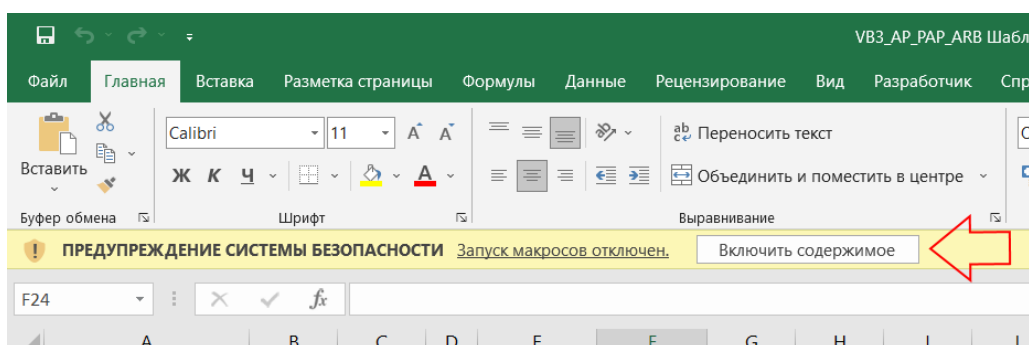 VB3_AP_PAP_ARB Шабл
Файл Главная Вставка Разметка страницы Формулы Данные Рецензирование Вид Разработчик Спр
Calibri 11 A A ab Переносить текст
Вставить Ж К Ч A Объединить и поместить в центре
Буфер обмена Шрифт Выравнивание
ПРЕДУПРЕЖДЕНИЕ СИСТЕМЫ БЕЗОПАСНОСТИ Запуск макросов отключен. Включить содержимое
F24 fx
A B C D E F G H I